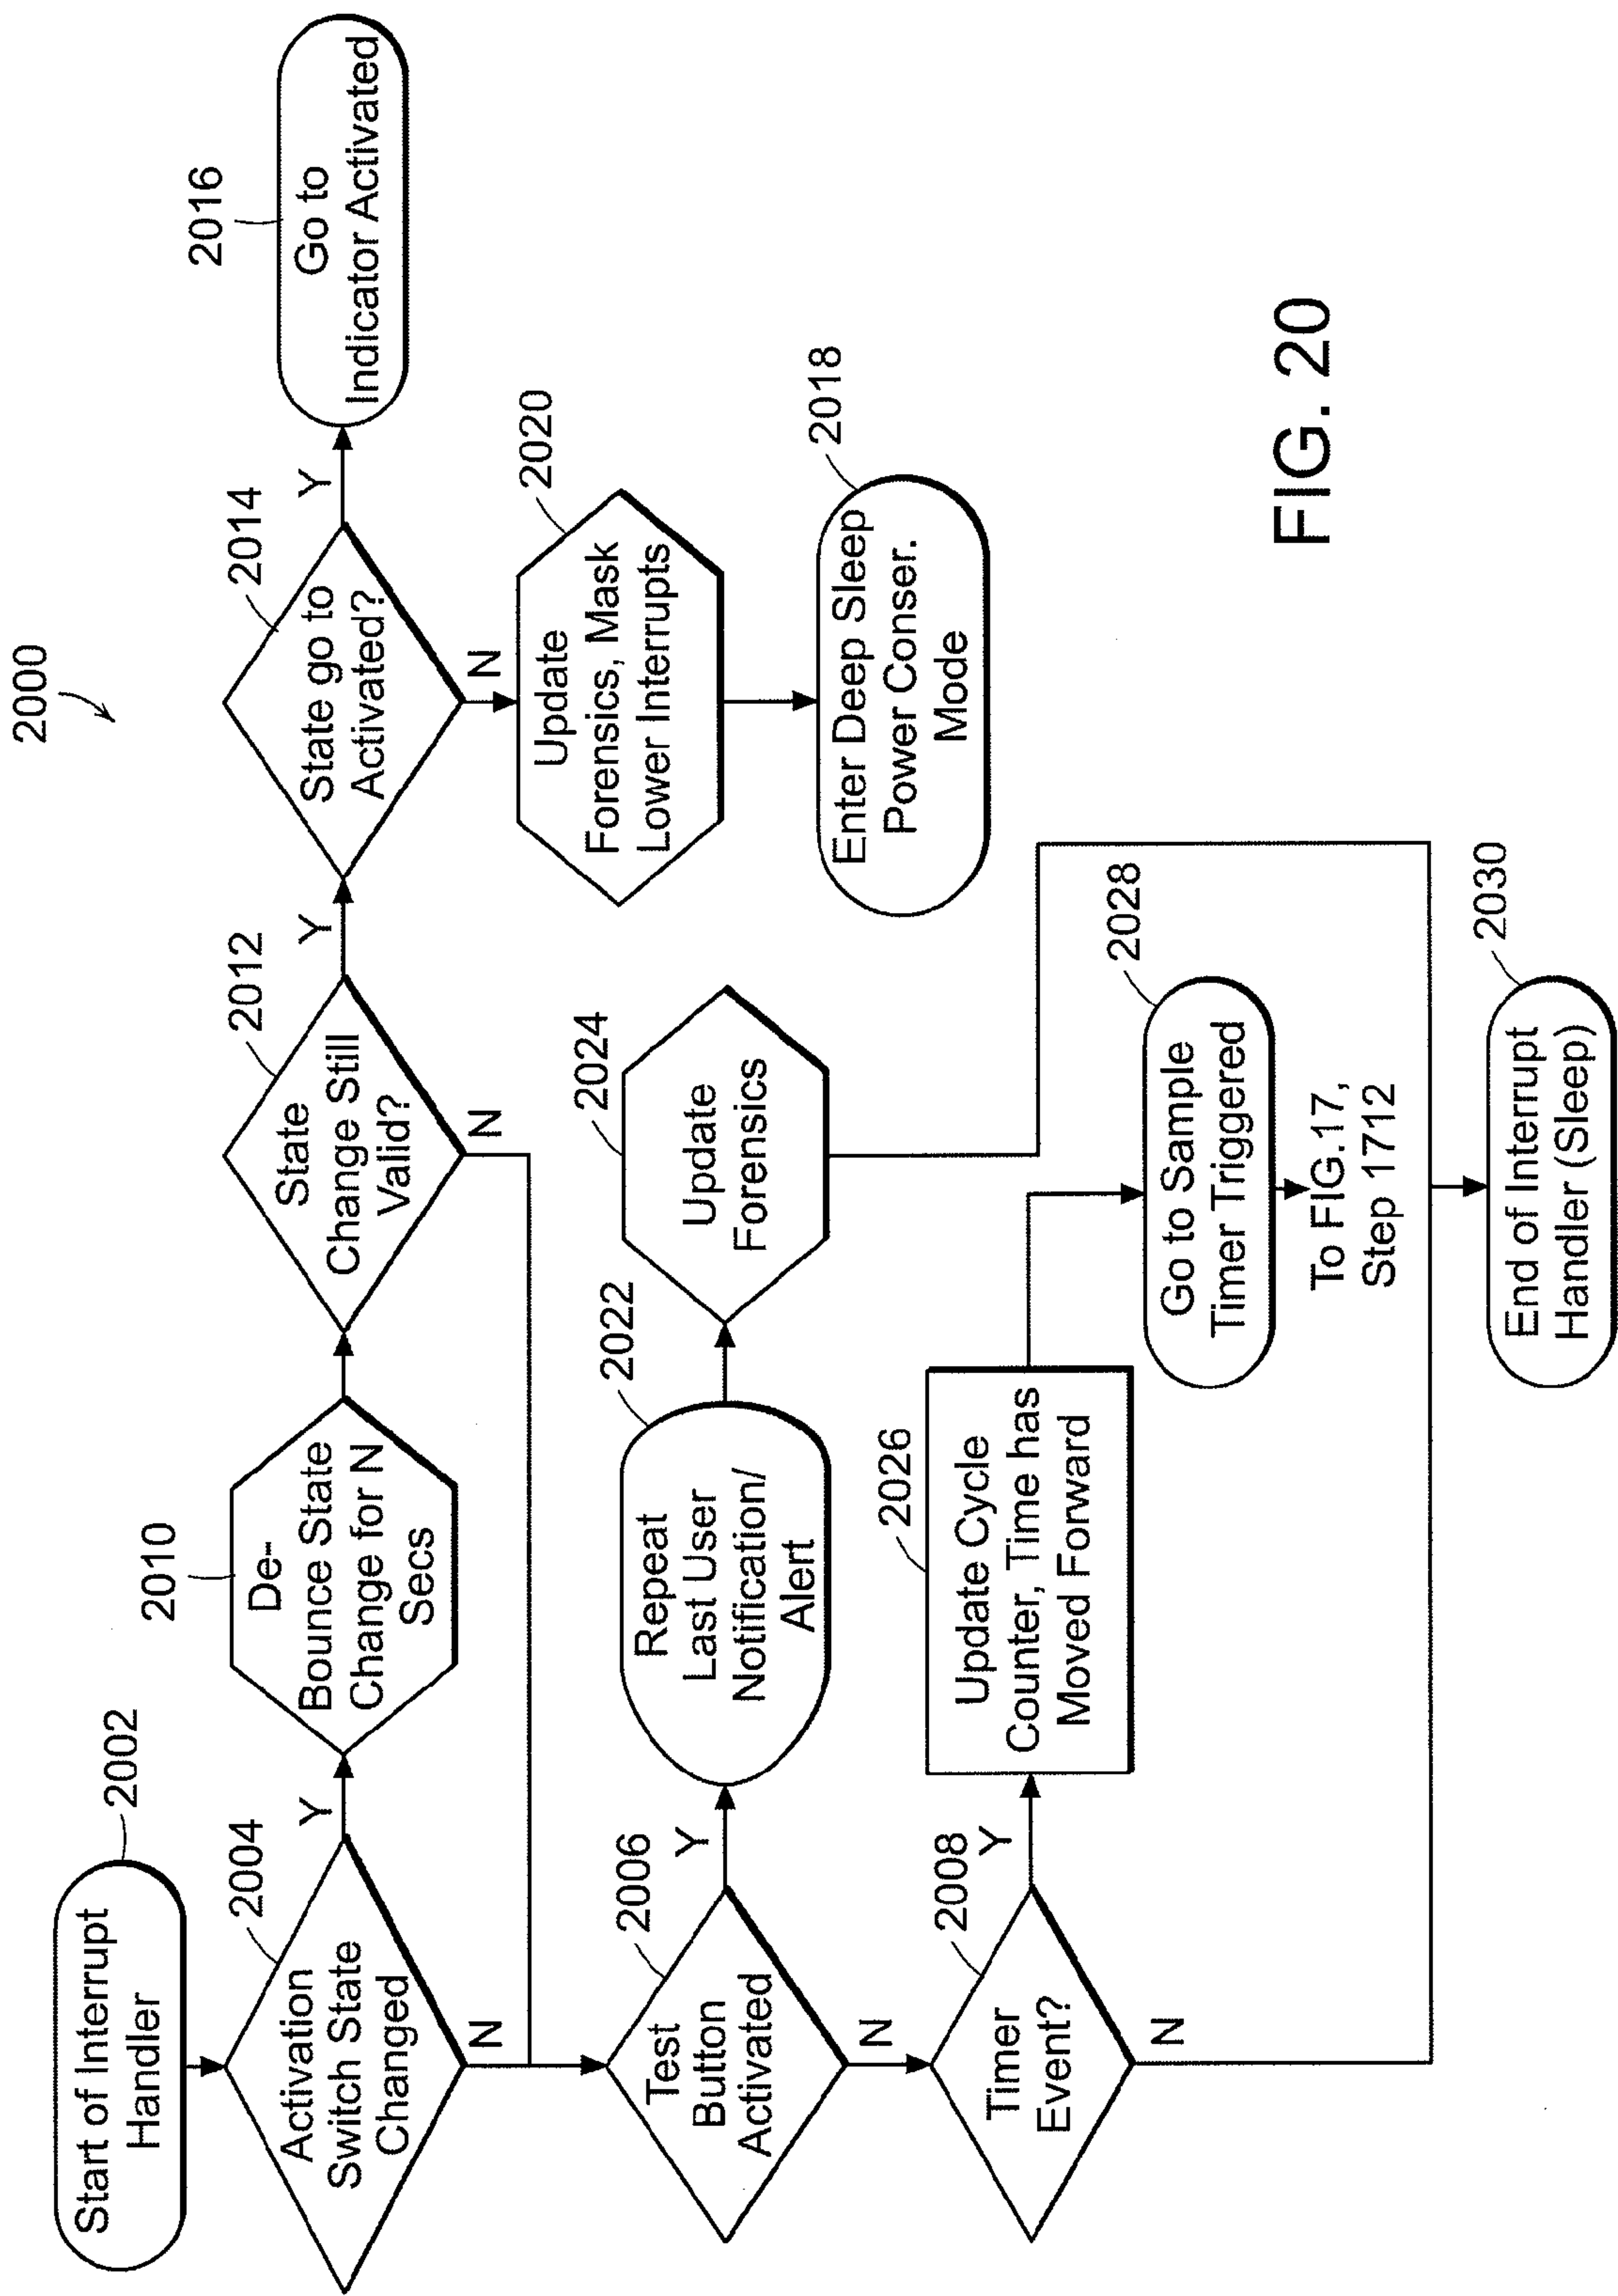 2000
2002
Start of Interrupt
Handler
2004
Activation
Switch State
Changed
Y
N
2010
De-
Bounce State
Change for N
Secs
2012
State
Change Still
Valid?
Y
N
2014
State go to
Activated?
Y
N
2016
Go to
Indicator Activated
2020
Update
Forensics, Mask
Lower Interrupts
2018
Enter Deep Sleep
Power Conser.
Mode
2006
Test
Button
Activated
Y
N
2022
Repeat
Last User
Notification/
Alert
2024
Update
Forensics
2008
Timer
Event?
Y
N
2026
Update Cycle
Counter, Time has
Moved Forward
2028
Go to Sample
Timer Triggered
To FIG.17,
Step 1712
2030
End of Interrupt
Handler (Sleep)
FIG. 20